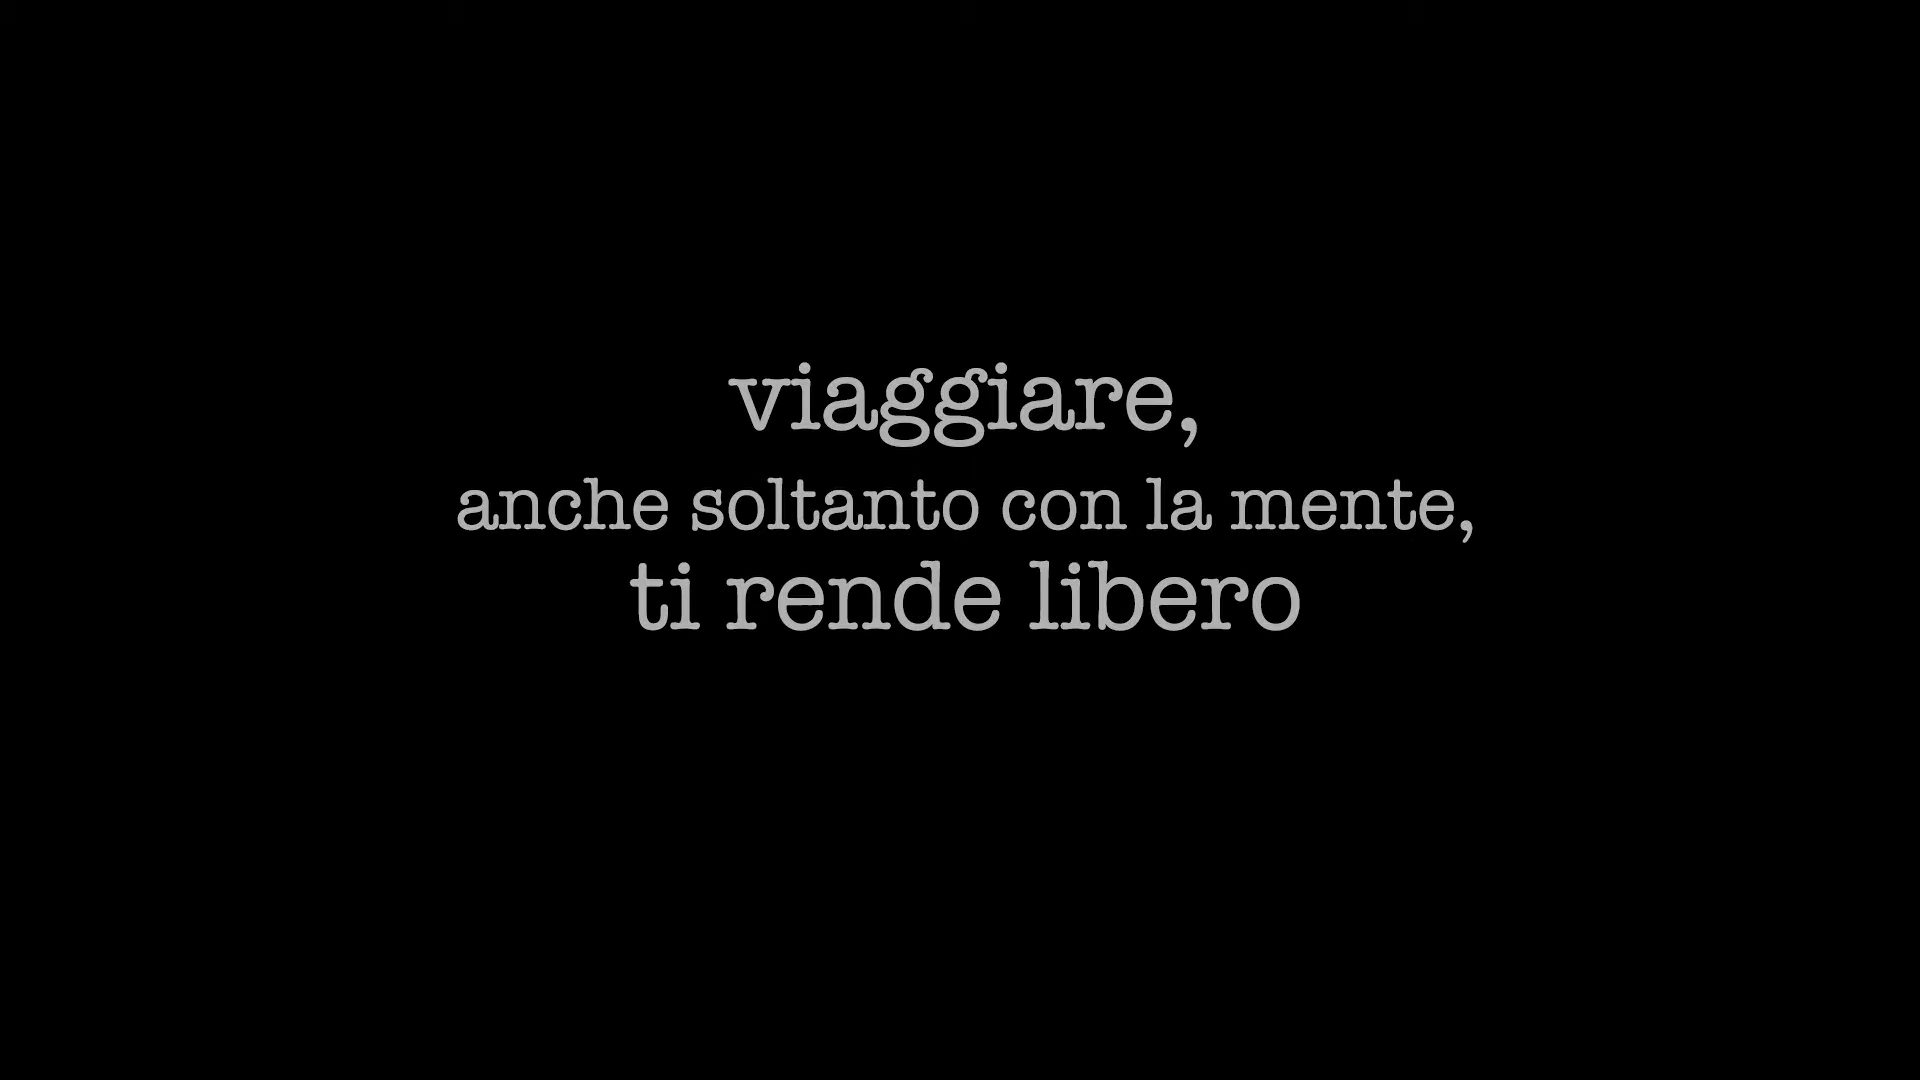 viaggiare,
anche soltanto con la mente,
ti rende libero